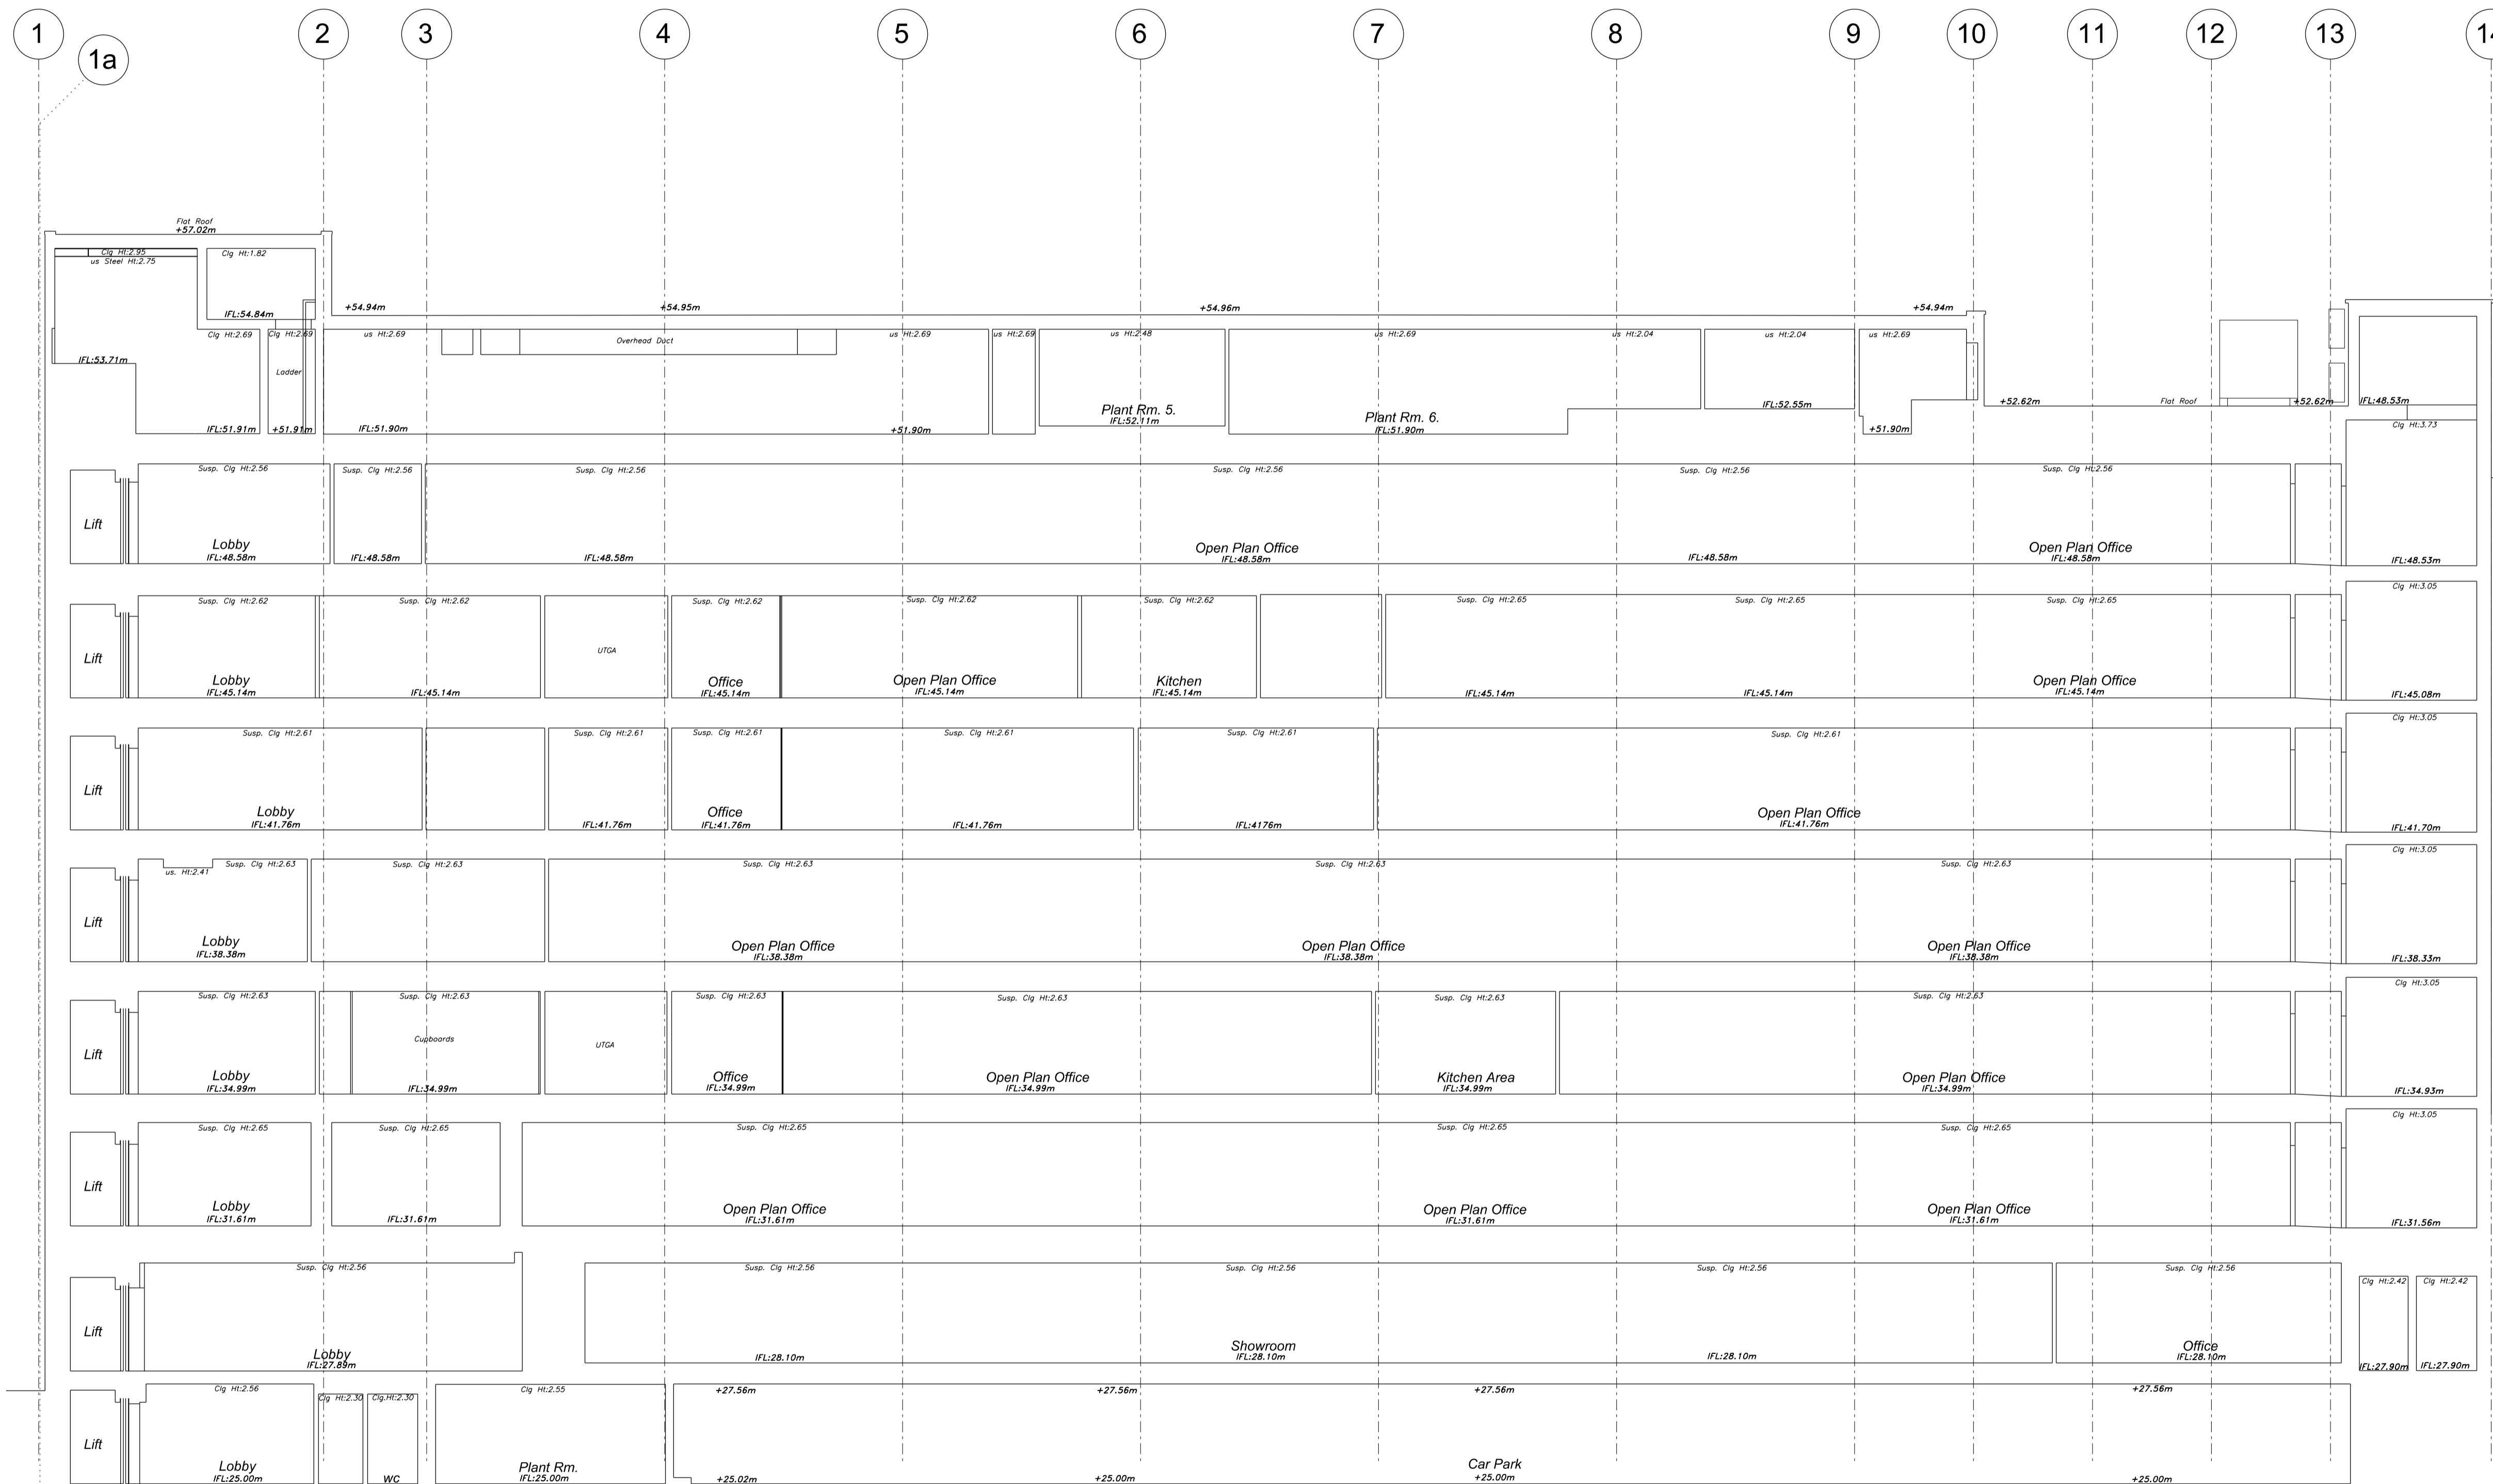 1 2 3 4 5 6 7 8 9 10 11 12 13
1a
Flat Roof
+57.02m
Clg Ht:2.95 Clg Ht:1.82
us Steel Ht:2.75
+54.94m +54.95m +54.96m +54.94m
IFL:54.84m
Clg Ht:2.69 Clg Ht:2.69 us Ht:2.69 us Ht:2.69 us Ht:2.69 us Ht:2.48 us Ht:2.69 us Ht:2.04 us Ht:2.04 us Ht:2.69
Overhead Duct
IFL:53.71m
Ladder
+52.62m Flat Roof +52.62m IFL:48.53m
IFL:52.55m
Plant Rm. 5. Plant Rm. 6.
IFL:52.11m
IFL:51.91m +51.91m IFL:51.90m +51.90m IFL:51.90m +51.90m
Clg Ht:3.73
Susp. Clg Ht:2.56 Susp. Clg Ht:2.56 Susp. Clg Ht:2.56 Susp. Clg Ht:2.56 Susp. Clg Ht:2.56 Susp. Clg Ht:2.56
Lift
Lobby Open Plan Office Open Plan Office
IFL:48.58m IFL:48.58m IFL:48.58m IFL:48.58m IFL:48.58m IFL:48.58m IFL:48.53m
Clg Ht:3.05
Susp. Clg Ht:2.62 Susp. Clg Ht:2.62 Susp. Clg Ht:2.62 Susp. Clg Ht:2.62 Susp. Clg Ht:2.62 Susp. Clg Ht:2.65 Susp. Clg Ht:2.65 Susp. Clg Ht:2.65
Lift UTGA
Lobby Office Open Plan Office Kitchen Open Plan Office
IFL:45.14m IFL:45.14m IFL:45.14m IFL:45.14m IFL:45.14m IFL:45.14m IFL:45.14m IFL:45.14m IFL:45.08m
Clg Ht:3.05
Susp. Clg Ht:2.61 Susp. Clg Ht:2.61 Susp. Clg Ht:2.61 Susp. Clg Ht:2.61 Susp. Clg Ht:2.61 Susp. Clg Ht:2.61
Lift
Lobby Office Open Plan Office
IFL:41.76m IFL:41.76m IFL:41.76m IFL:41.76m IFL:4176m IFL:41.76m IFL:41.70m
Clg Ht:3.05
Susp. Clg Ht:2.63 Susp. Clg Ht:2.63 Susp. Clg Ht:2.63 Susp. Clg Ht:2.63 Susp. Clg Ht:2.63
us. Ht:2.41
Lift
Lobby Open Plan Office Open Plan Office Open Plan Office
IFL:38.38m IFL:38.38m IFL:38.38m IFL:38.38m IFL:38.33m
Clg Ht:3.05
Susp. Clg Ht:2.63 Susp. Clg Ht:2.63 Susp. Clg Ht:2.63 Susp. Clg Ht:2.63 Susp. Clg Ht:2.63 Susp. Clg Ht:2.63
Cupboards
Lift UTGA
Lobby Office Open Plan Office Kitchen Area Open Plan Office
IFL:34.99m IFL:34.99m IFL:34.99m IFL:34.99m IFL:34.99m IFL:34.99m IFL:34.93m
Clg Ht:3.05
Susp. Clg Ht:2.65 Susp. Clg Ht:2.65 Susp. Clg Ht:2.65 Susp. Clg Ht:2.65 Susp. Clg Ht:2.65
Lift
Lobby Open Plan Office Open Plan Office Open Plan Office
IFL:31.61m IFL:31.61m IFL:31.61m IFL:31.61m IFL:31.61m IFL:31.56m
Susp. Clg Ht:2.56 Susp. Clg Ht:2.56 Susp. Clg Ht:2.56 Susp. Clg Ht:2.56 Susp. Clg Ht:2.56
Clg Ht:2.42 Clg Ht:2.42
Lift
Lobby Showroom Office
IFL:28.10m IFL:28.10m IFL:28.10m IFL:28.10m
IFL:27.89m IFL:27.90m IFL:27.90m
Clg Ht:2.56 Clg Ht:2.55 +27.56m +27.56m +27.56m +27.56m
Clg Ht:2.30 Clg.Ht:2.30
Lift
Lobby Plant Rm. Car Park
IFL:25.00m WC IFL:25.00m +25.02m +25.00m +25.00m +25.00m